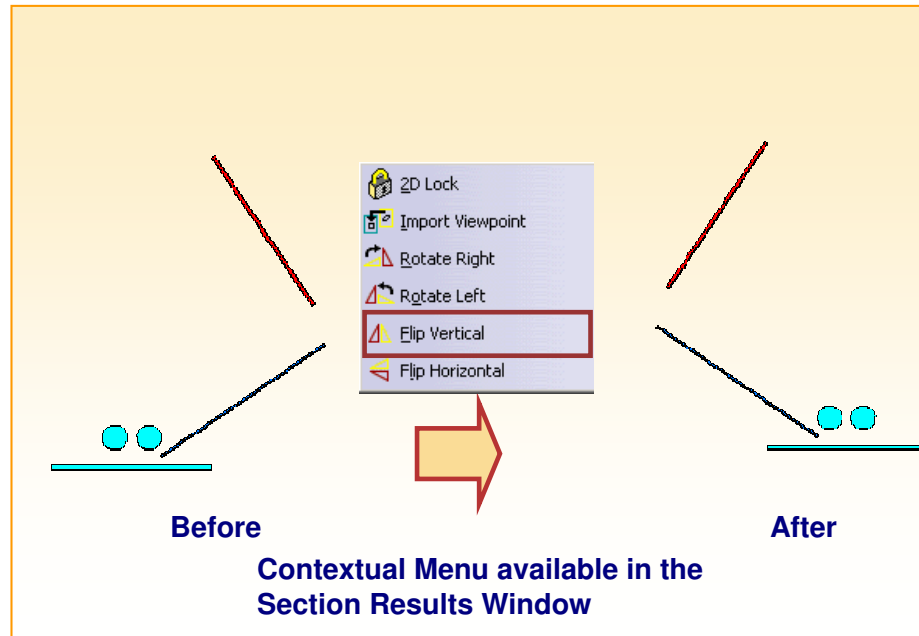 2D Lock
Import Viewpoint
Rotate Right
Rotate Left
Flip Vertical
Flip Horizontal
Before
After
Contextual Menu available in the
Section Results Window